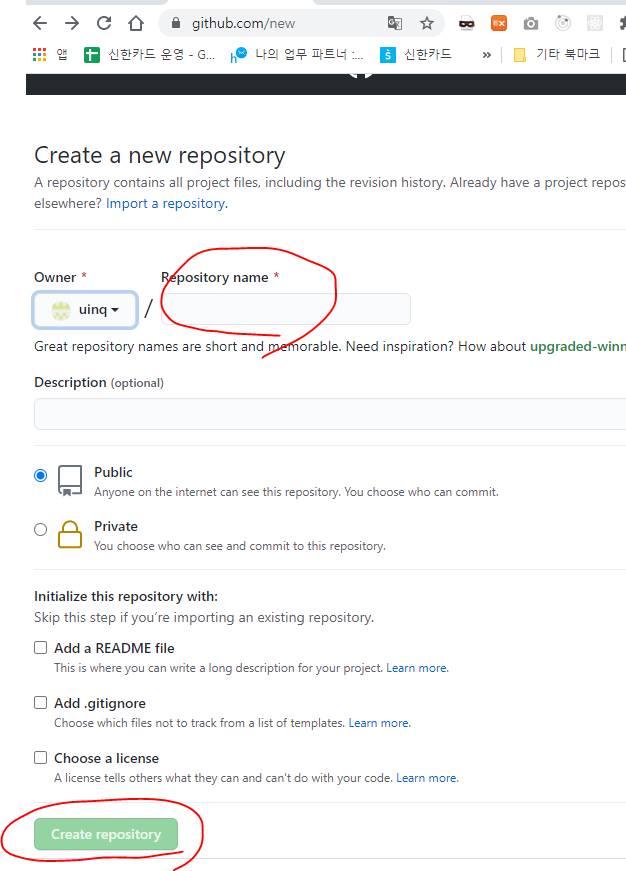 github.com/new
앱 신한카드 운영 - G... 나의 업무 파트너 :... 신한카드 » 기타 북마크
Create a new repository
A repository contains all project files, including the revision history. Already have a project repos
elsewhere? Import a repository.
Owner * Repository name *
uinq /
Great repository names are short and memorable. Need inspiration? How about upgraded-winn
Description (optional)
Public
Anyone on the internet can see this repository. You choose who can commit.
Private
You choose who can see and commit to this repository.
Initialize this repository with:
Skip this step if you're importing an existing repository.
Add a README file
This is where you can write a long description for your project. Learn more.
Add .gitignore
Choose which files not to track from a list of templates. Learn more.
Choose a license
A license tells others what they can and can't do with your code. Learn more.
Create repository